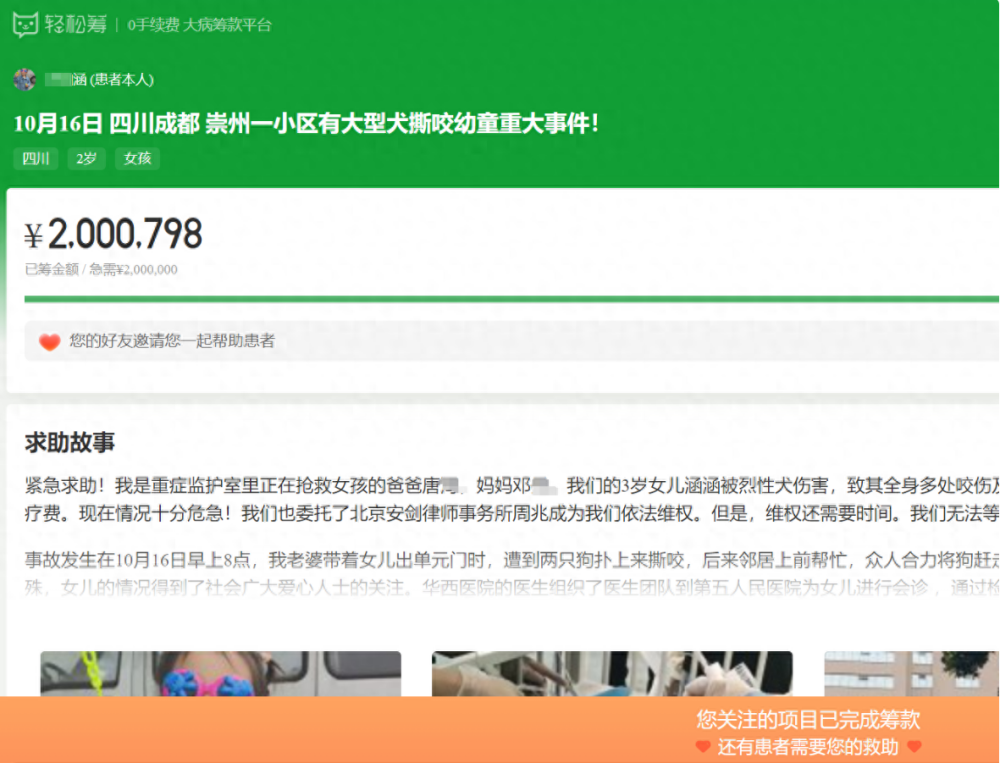 轻松筹 | 0手续费 大病筹款平台
涵 (患者本人)
10月16日 四川成都 崇州一小区有大型犬撕咬幼童重大事件!
四川 2岁 女孩
¥2,000,798
已筹金额 / 急需¥2,000,000
您的好友邀请您一起帮助患者
求助故事
紧急求助！我是重症监护室里正在抢救女孩的爸爸唐 、妈妈邓 。我们的3岁女儿涵涵被烈性犬伤害，致其全身多处咬伤及
疗费。现在情况十分危急！我们也委托了北京安剑律师事务所周兆成为我们依法维权。但是，维权还需要时间。我们无法等
事故发生在10月16日早上8点，我老婆带着女儿出单元门时，遭到两只狗扑上来撕咬，后来邻居上前帮忙，众人合力将狗赶走
殊，女儿的情况得到了社会广大爱心人士的关注。华西医院的医生组织了医生团队到第五人民医院为女儿进行会诊 ，通过检
您关注的项目已完成筹款
还有患者需要您的救助